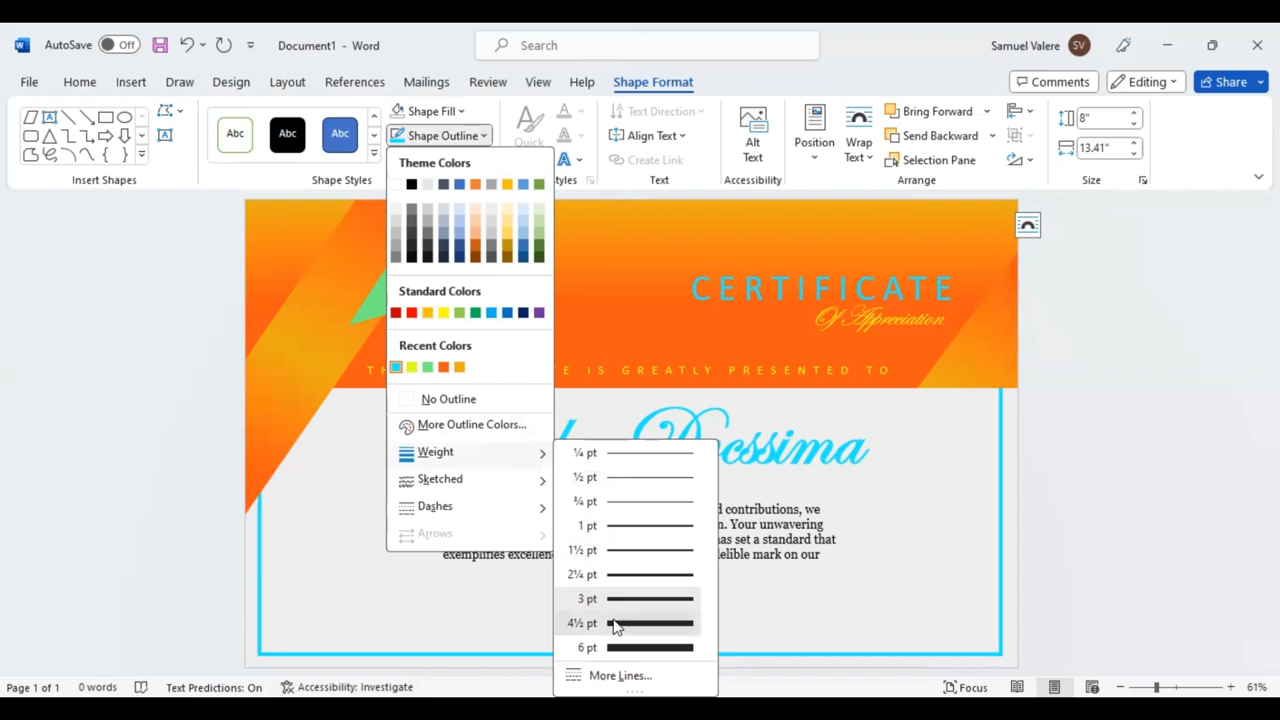 AutoSave Off Document1 - Word Search Samuel Valere SV
File Home Insert Draw Design Layout References Mailings Review View Help Shape Format Comments Editing Share
Abc Abc Abc
Shape Fill
Shape Outline
Quick
Text Direction
Align Text
Create Link
Alt
Text
Position
Wrap
Text
Bring Forward
Send Backward
Selection Pane
8"
13.41"
Insert Shapes Shape Styles Styles Text Accessibility Arrange Size
Theme Colors
Standard Colors
Recent Colors
No Outline
More Outline Colors...
Weight
Sketched
Dashes
Arrows
¼ pt
½ pt
¾ pt
1 pt
1½ pt
2¼ pt
3 pt
4½ pt
6 pt
More Lines...
CERTIFICATE
Of Appreciation
IS GREATLY PRESENTED TO
Dessima
d contributions, we
n. Your unwavering
has set a standard that
exemplifies excellen delible mark on our
Page 1 of 1 0 words Text Predictions: On Accessibility: Investigate Focus 61%